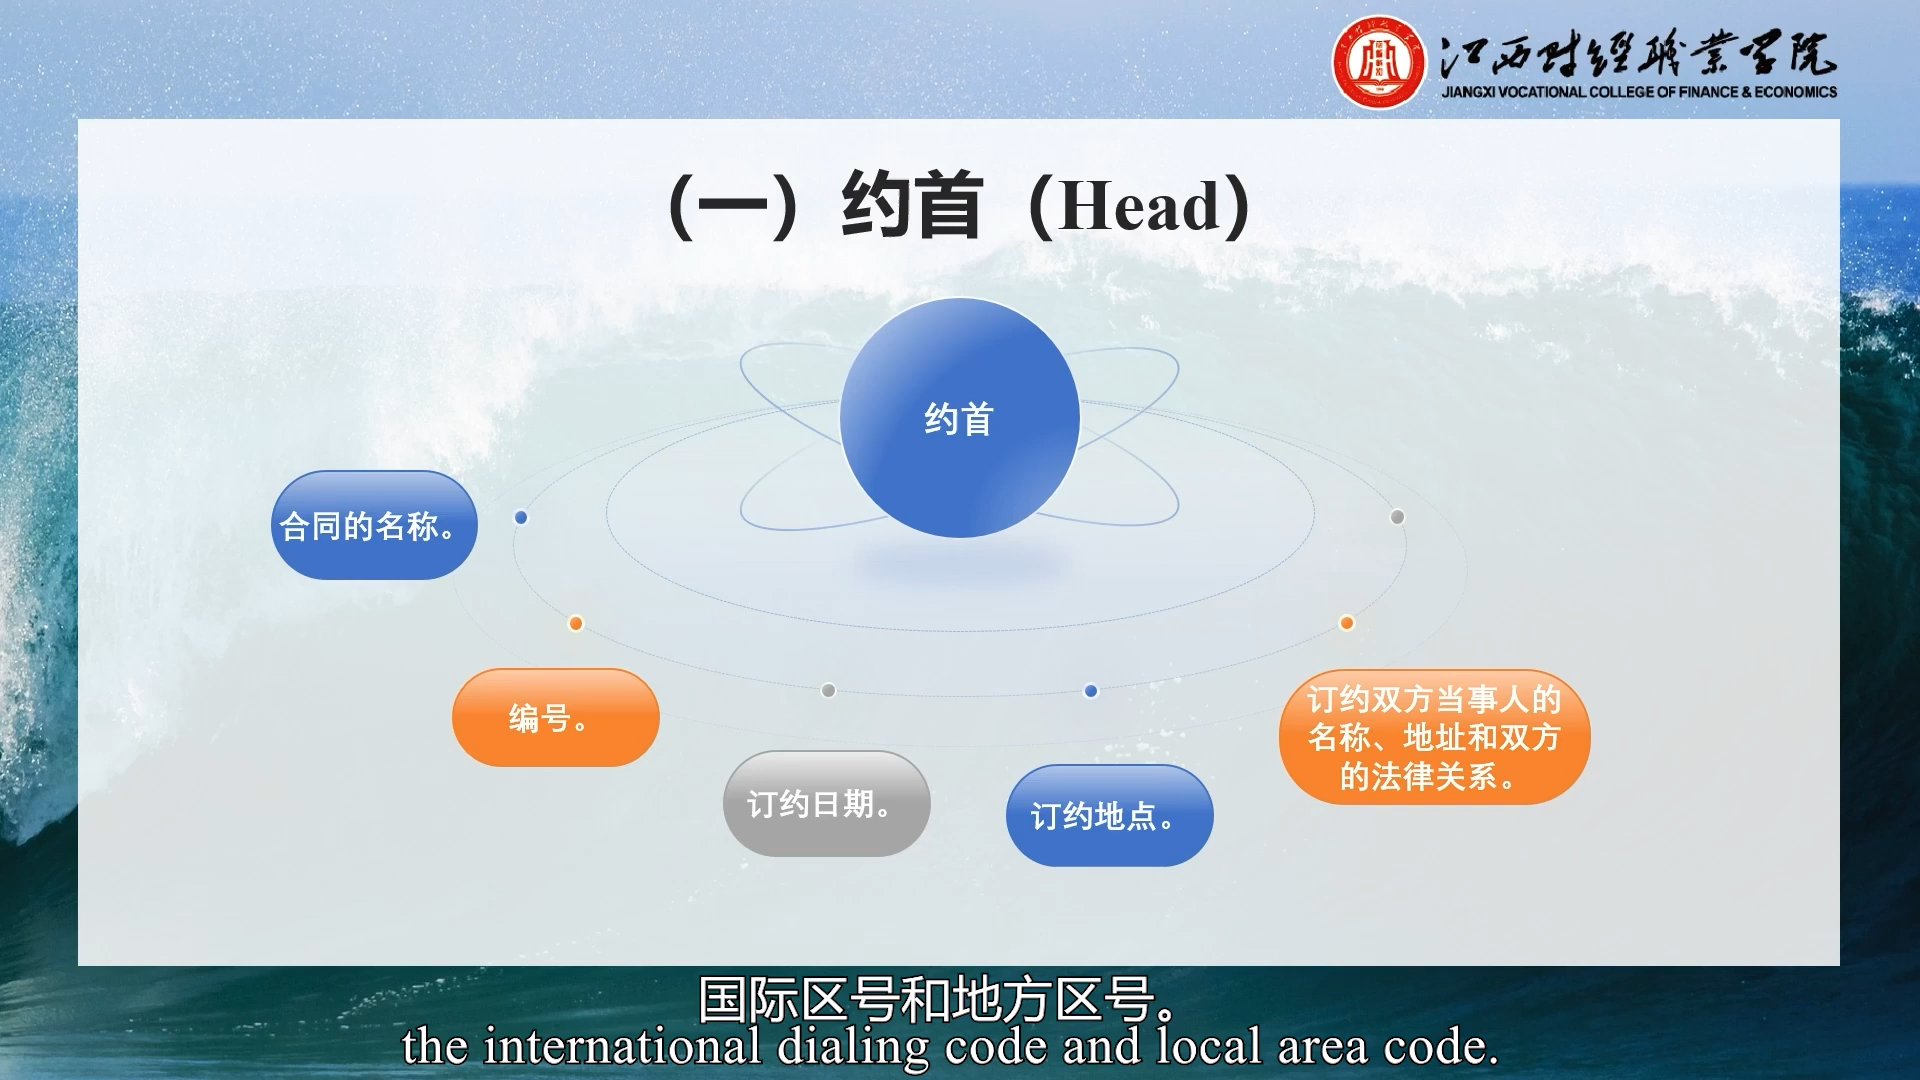 江西财经职业学院
JIANGXI VOCATIONAL COLLEGE OF FINANCE & ECONOMICS
（一）约首（Head）
约首
合同的名称。
编号。
订约日期。
订约地点。
订约双方当事人的
名称、地址和双方
的法律关系。
国际区号和地方区号。
the international dialing code and local area code.